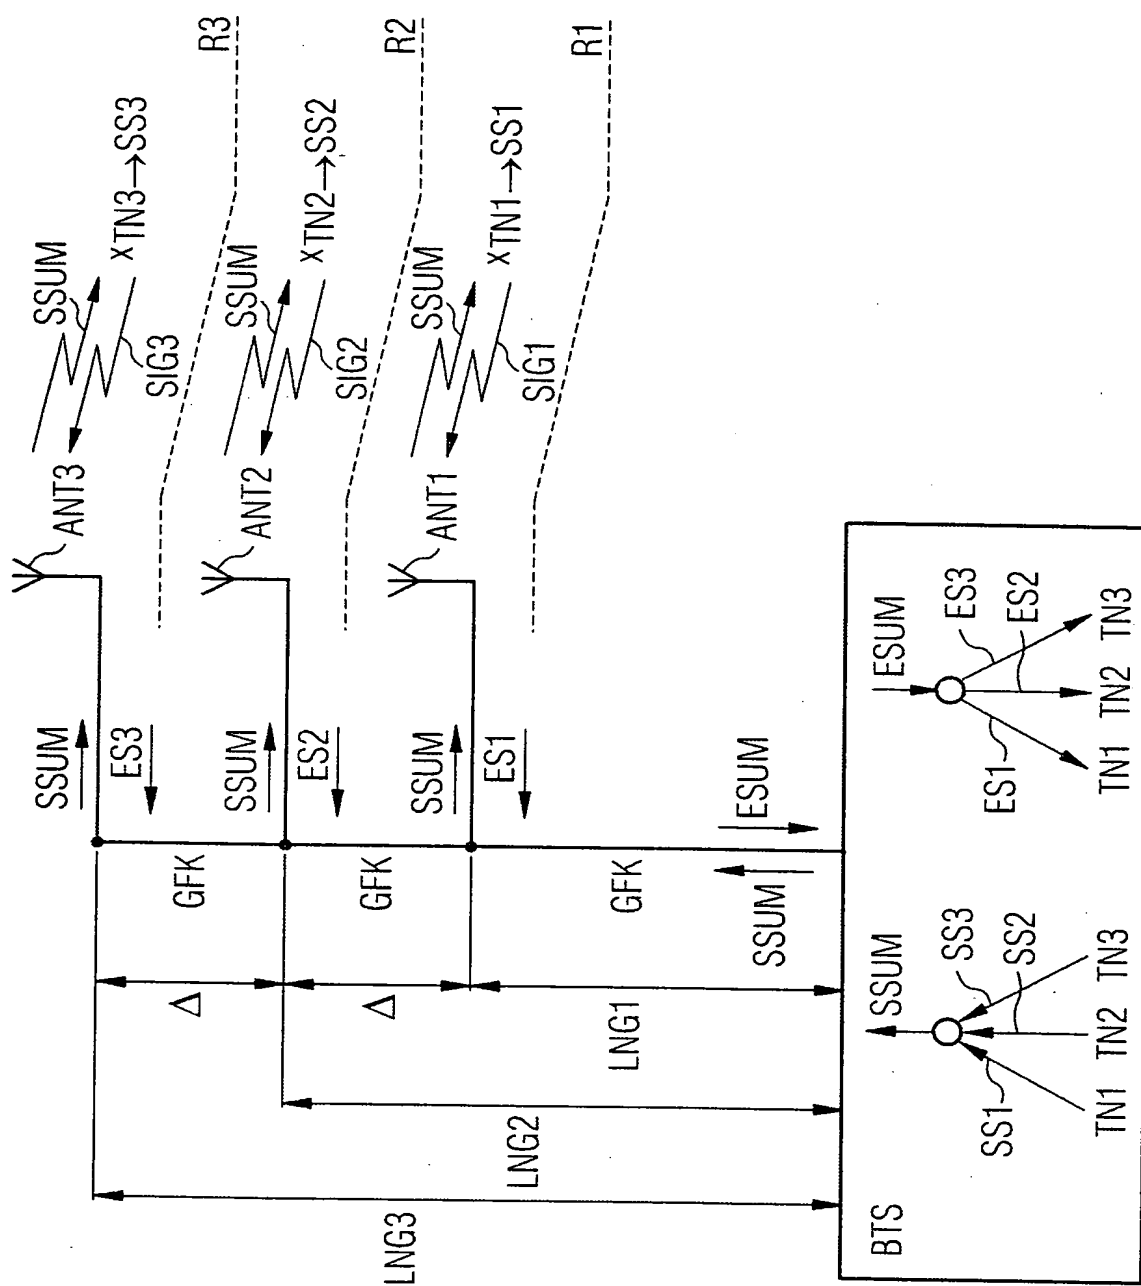 SSUM
SIG3
xTN3→SS3
R3
ANT3
SSUM
ES3
SSUM
SIG2
xTN2→SS2
R2
ANT2
SSUM
ES2
SSUM
SIG1
xTN1→SS1
R1
ANT1
SSUM
ES1
GFK
GFK
GFK
Δ
Δ
LNG1
LNG2
LNG3
SSUM
ESUM
BTS
SSUM
SS1
SS2
SS3
TN1
TN2
TN3
ESUM
ES1
ES2
ES3
TN1
TN2
TN3